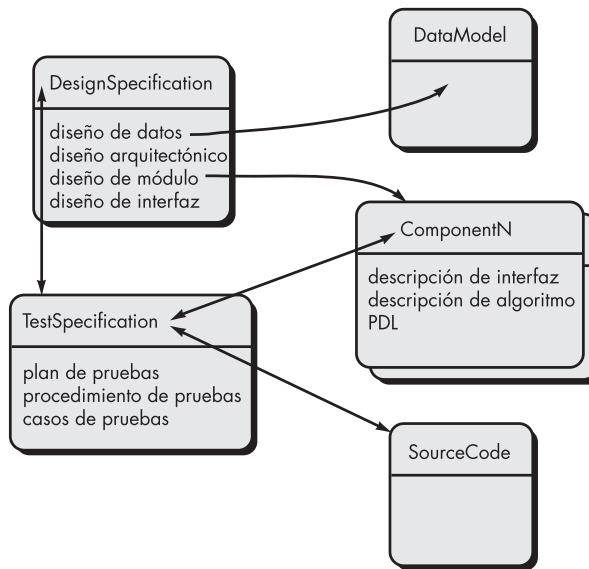 DataModel
DesignSpecification
diseño de datos
diseño arquitectónico
diseño de módulo
diseño de interfaz
ComponentN
descripción de interfaz
descripción de algoritmo
PDL
TestSpecification
plan de pruebas
procedimiento de pruebas
casos de pruebas
SourceCode